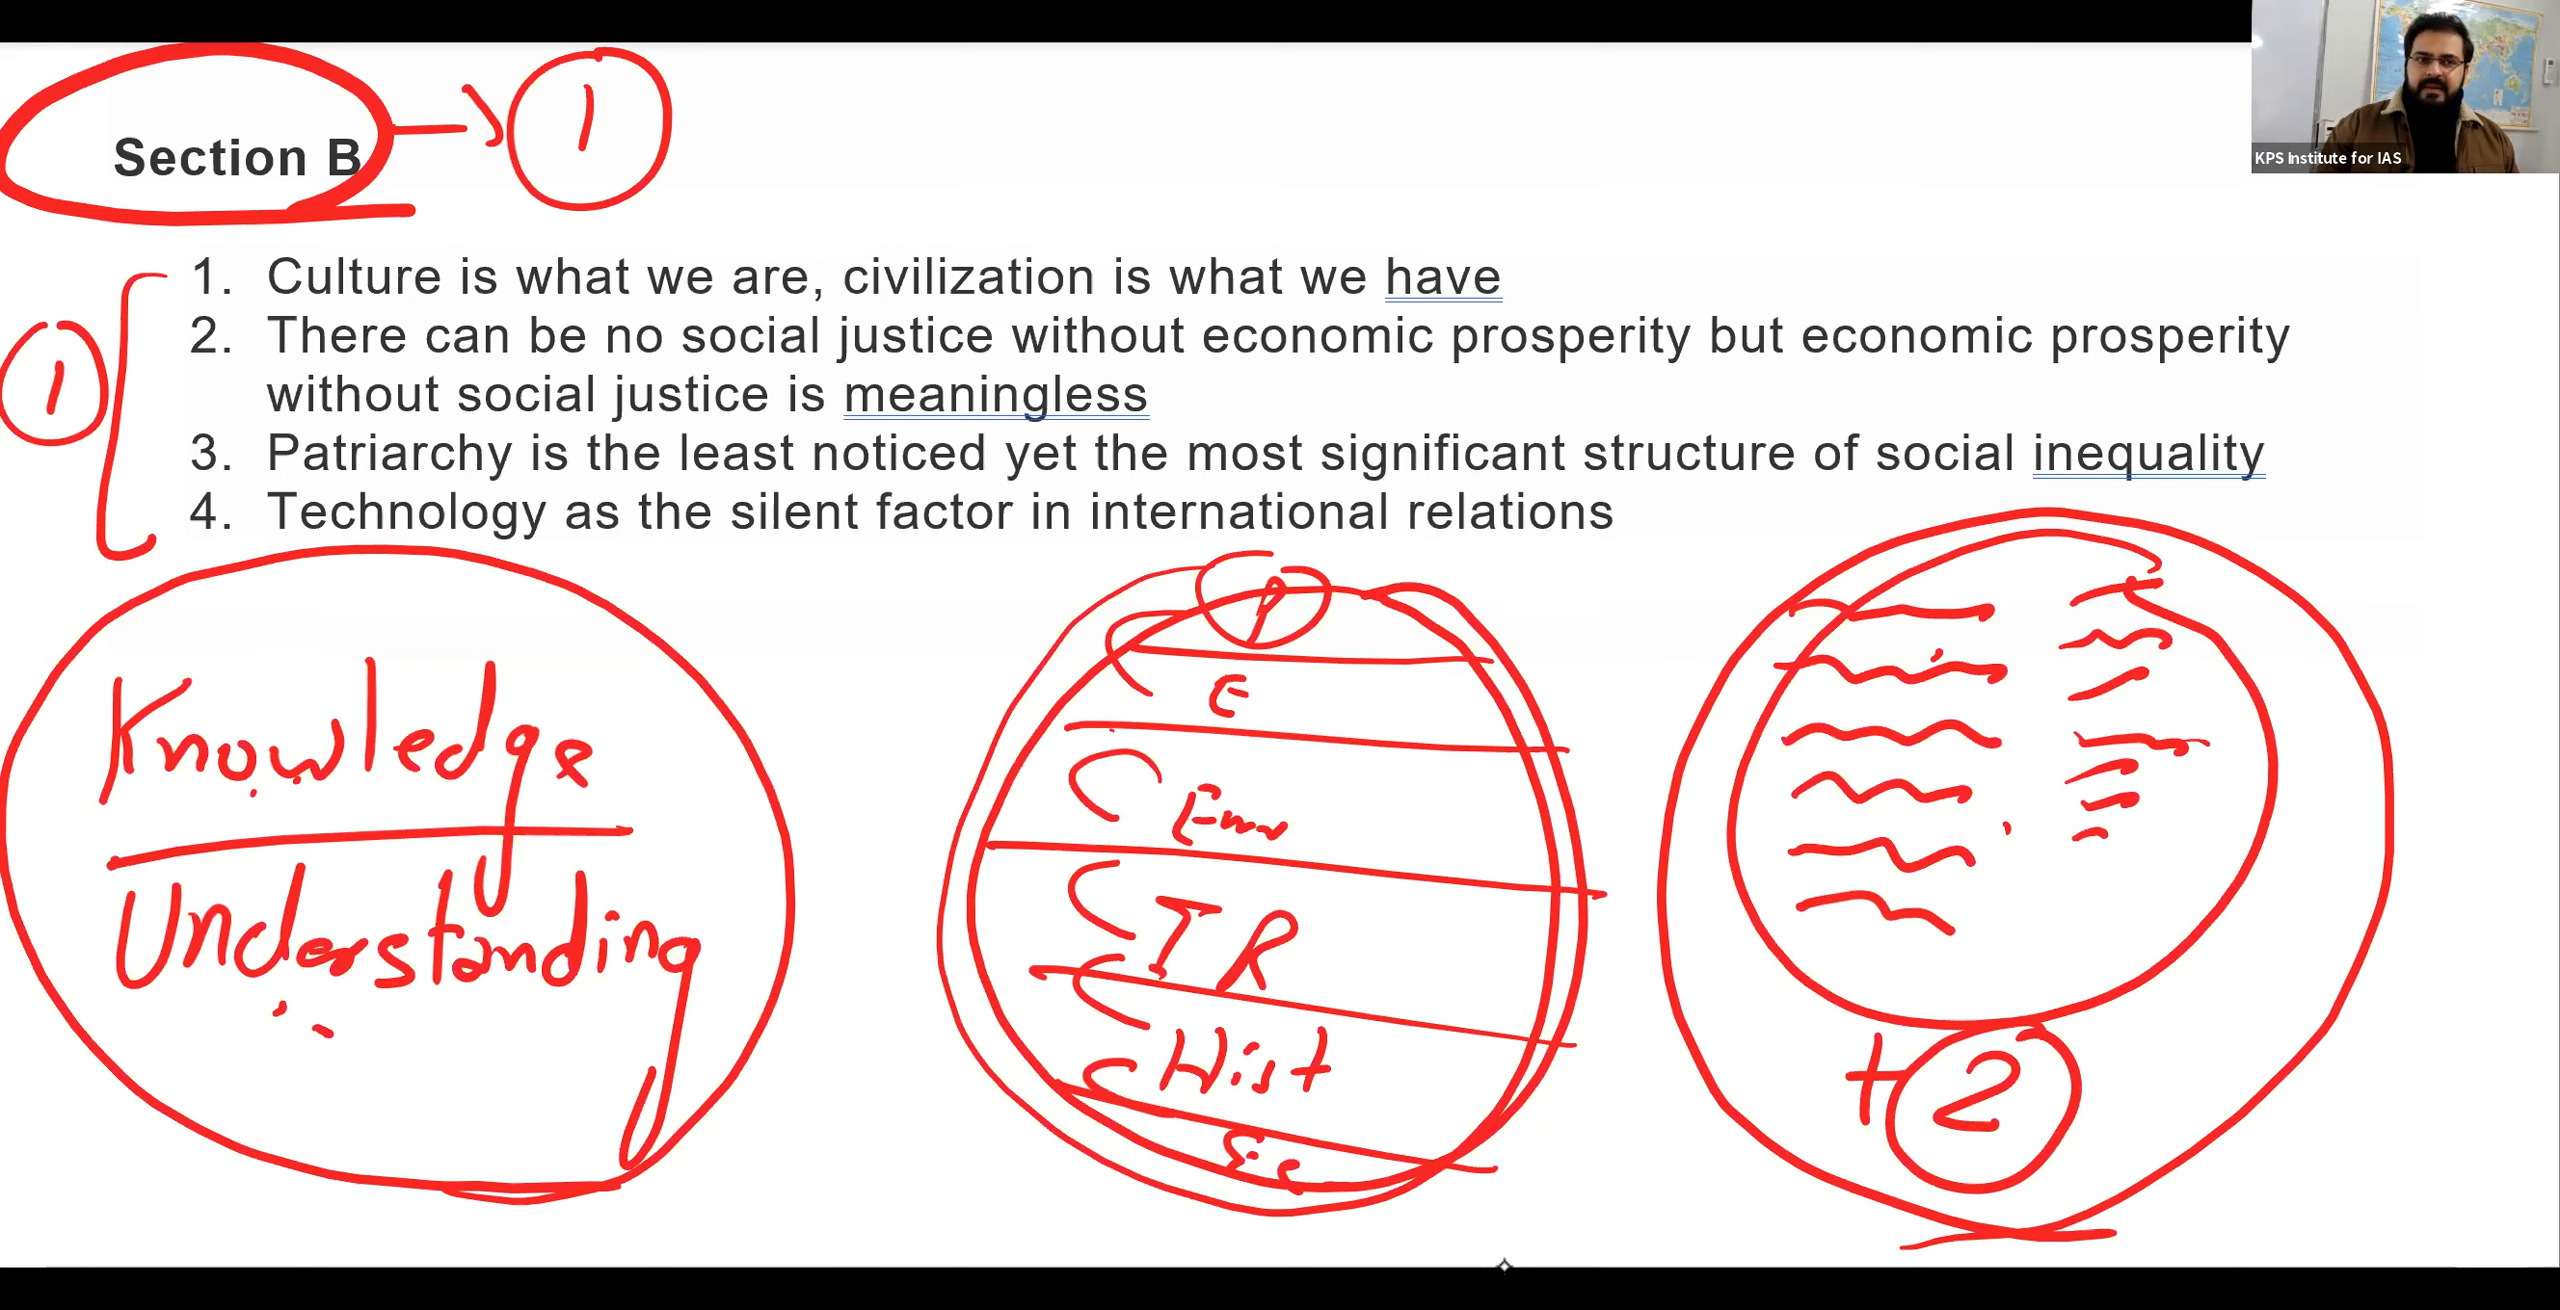 KPS Institute for IAS
Section B
1
1
1. Culture is what we are, civilization is what we have
2. There can be no social justice without economic prosperity but economic prosperity
without social justice is meaningless
3. Patriarchy is the least noticed yet the most significant structure of social inequality
4. Technology as the silent factor in international relations
Knowledge
Understanding
P
E
Env
IR
Hist
+ 2